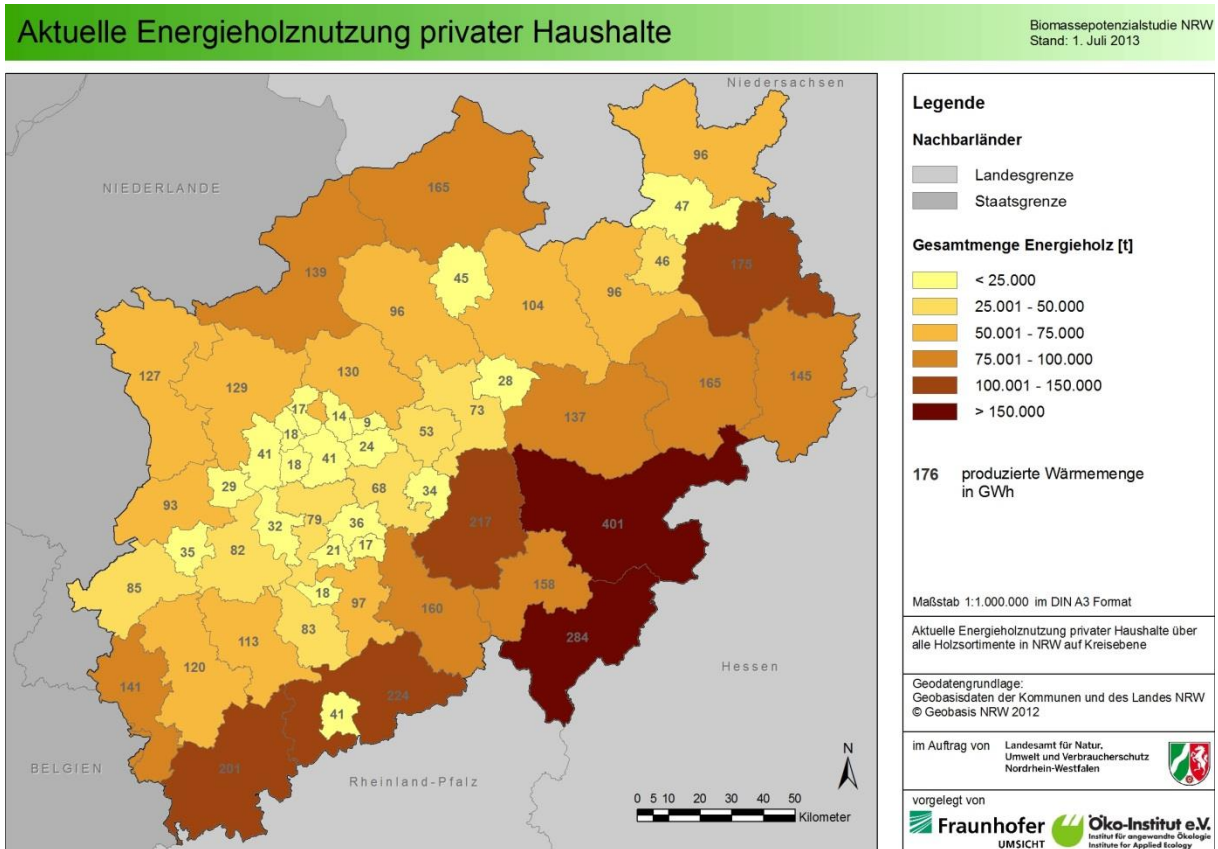 Aktuelle Energieholznutzung privater Haushalte
Biomassepotenzialstudie NRW
Stand: 1. Juli 2013
Niedersachsen
NIEDERLANDE
96
165
47
175
46
45
139
96
104
96
127
129
130
28
165
145
73
137
17
14
9
18
53
24
41
18
41
29
68
34
93
217
401
32
79
36
35
82
21
17
158
85
18
97
160
83
284
113
120
Hessen
141
224
41
BELGIEN
201
Rheinland-Pfalz
N
0 5 10 20 30 40 50
Kilometer
Legende
Nachbarländer
Landesgrenze
Staatsgrenze
Gesamtmenge Energieholz [t]
< 25.000
25.001 - 50.000
50.001 - 75.000
75.001 - 100.000
100.001 - 150.000
> 150.000
176 produzierte Wärmemenge
in GWh
Maßstab 1:1.000.000 im DIN A3 Format
Aktuelle Energieholznutzung privater Haushalte über
alle Holzsortimente in NRW auf Kreisebene
Geodatengrundlage:
Geobasisdaten der Kommunen und des Landes NRW
© Geobasis NRW 2012
im Auftrag von
Landesamt für Natur,
Umwelt und Verbraucherschutz
Nordrhein-Westfalen
vorgelegt von
Fraunhofer
UMSICHT
Öko-Institut e.V.
Institut für angewandte Ökologie
Institute for Applied Ecology